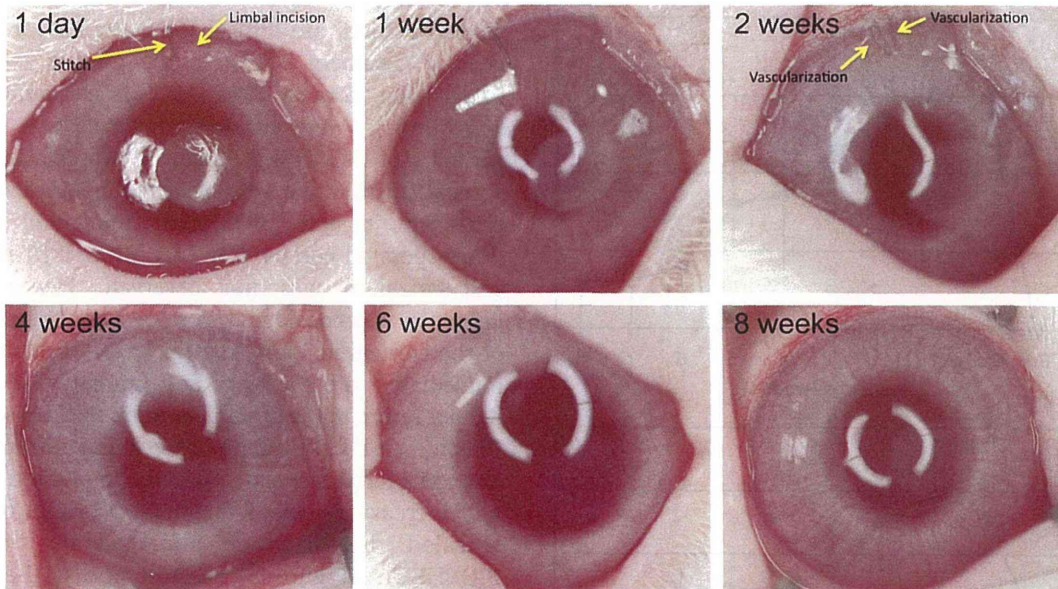 1 day
Limbal incision
Stitch
1 week
2 weeks
Vascularization
Vascularization
4 weeks
6 weeks
8 weeks